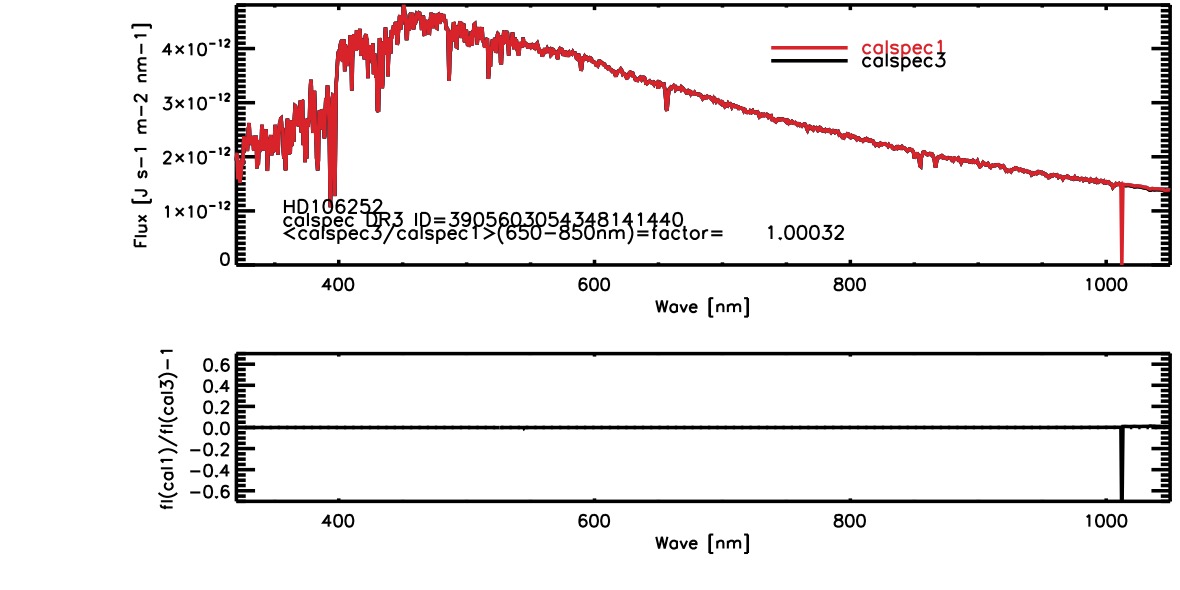 Flux [J s−1 m−2 nm−1]
4×10⁻¹²
3×10⁻¹²
2×10⁻¹²
1×10⁻¹²
0
calspec1
calspec3
HD106252
calspec DR3 ID=3905603054348141440
<calspec3/calspec1>(650−850nm)=factor= 1.00032
400 600 800 1000
Wave [nm]
fl(cal1)/fl(cal3)−1
0.6
0.4
0.2
0.0
−0.2
−0.4
−0.6
400 600 800 1000
Wave [nm]